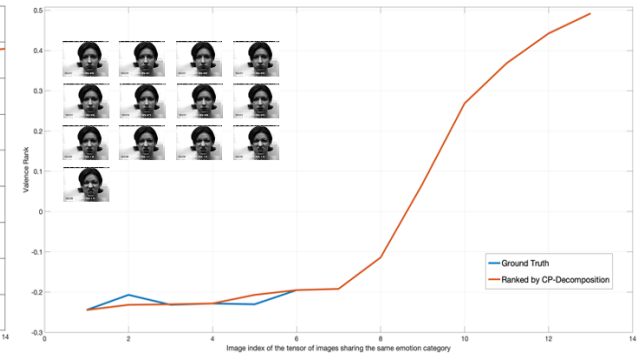 0.5
0.4
0.3
0.2
0.1
0
-0.1
-0.2
-0.3
Valence Rank
Ground Truth
Ranked by CP-Decomposition
14
0 2 4 6 8 10 12 14
Image index of the tensor of images sharing the same emotion category